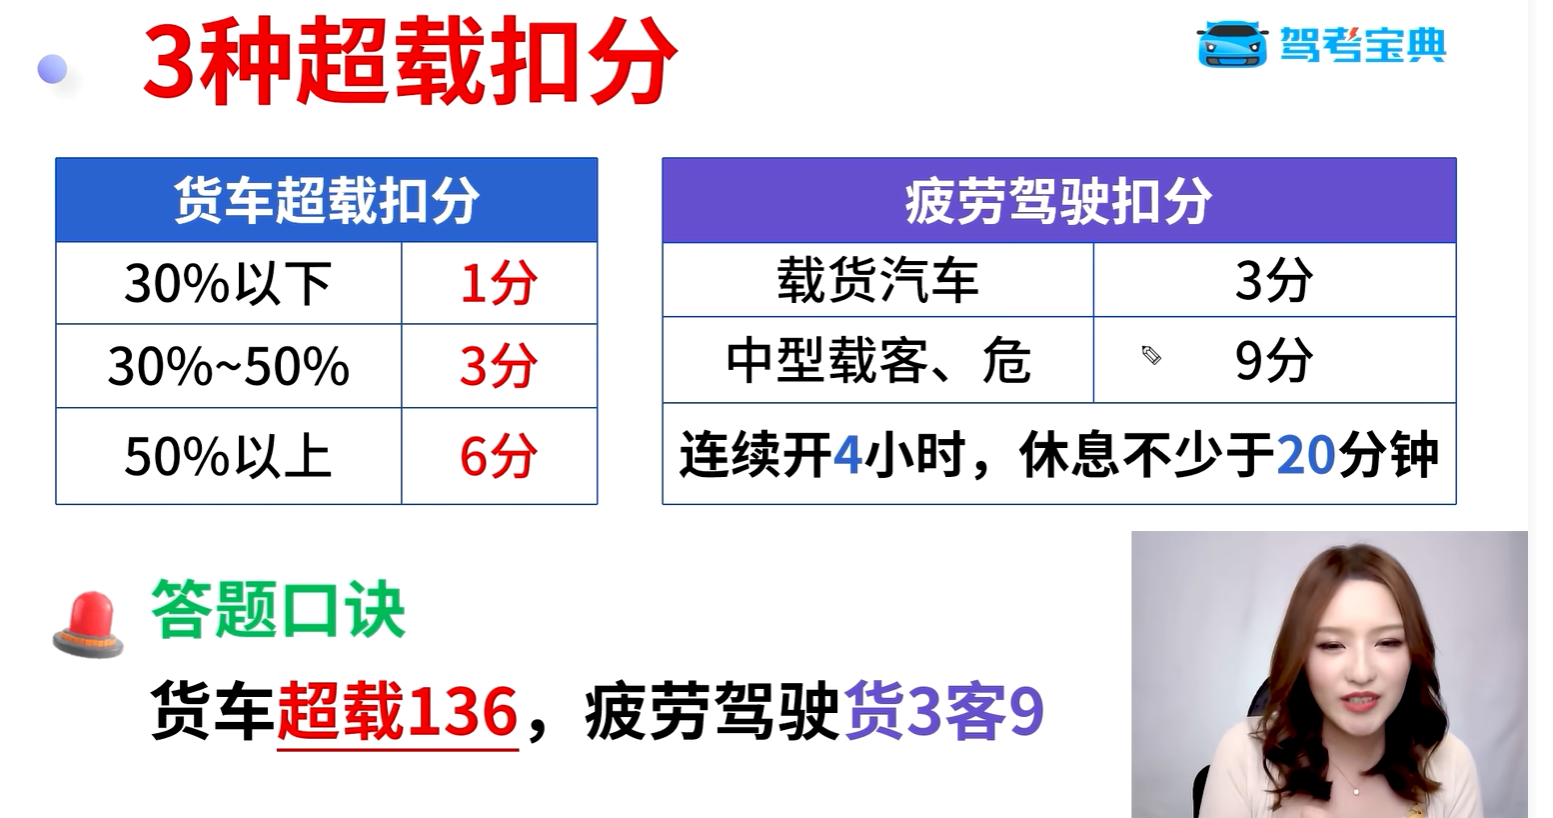 3种超载扣分
驾考宝典
货车超载扣分
30%以下 1分
30%~50% 3分
50%以上 6分
疲劳驾驶扣分
载货汽车 3分
中型载客、危 9分
连续开4小时，休息不少于20分钟
答题口诀
货车超载136，疲劳驾驶货3客9